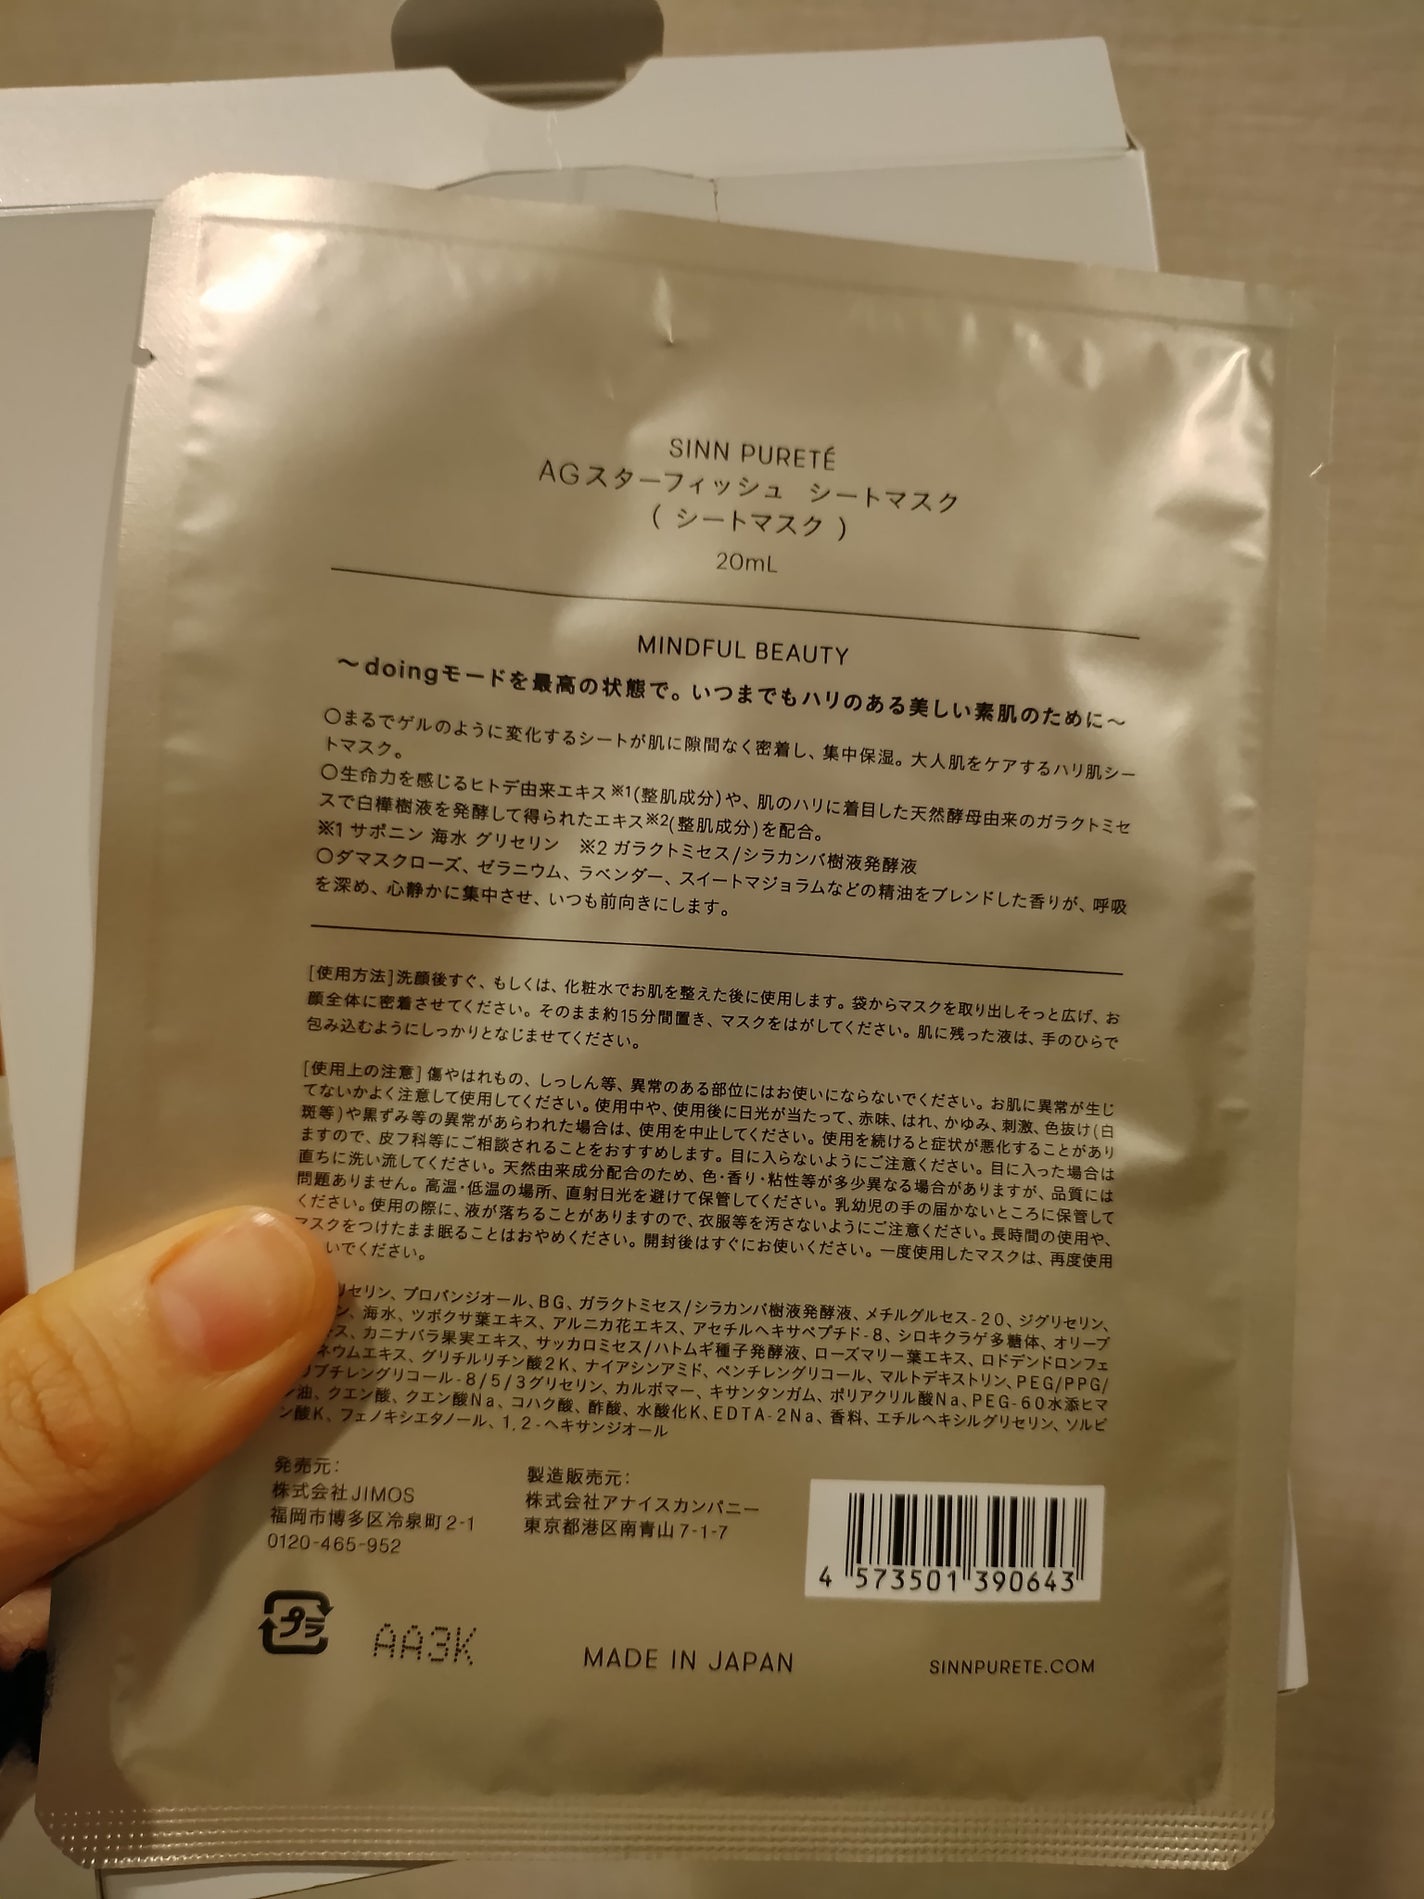 SINN PURETÉ
AGスターフィッシュ シートマスク
( シートマスク )
20mL
MINDFUL BEAUTY
〜doingモードを最高の状態で。いつまでもハリのある美しい素肌のために〜
○まるでゲルのように変化するシートが肌に隙間なく密着し、集中保湿。大人肌をケアするハリ肌シー
トマスク。
○生命力を感じるヒトデ由来エキス※1(整肌成分)や、肌のハリに着目した天然酵母由来のガラクトミセ
スで白樺樹液を発酵して得られたエキス※2(整肌成分)を配合。
※1 サポニン 海水 グリセリン ※2 ガラクトミセス/シラカンバ樹液発酵液
○ダマスクローズ、ゼラニウム、ラベンダー、スイートマジョラムなどの精油をブレンドした香りが、呼吸
を深め、心静かに集中させ、いつも前向きにします。
[使用方法]洗顔後すぐ、もしくは、化粧水でお肌を整えた後に使用します。袋からマスクを取り出しそっと広げ、お
顔全体に密着させてください。そのまま約15分間置き、マスクをはがしてください。肌に残った液は、手のひらで
包み込むようにしっかりとなじませてください。
[使用上の注意]傷やはれもの、しっしん等、異常のある部位にはお使いにならないでください。お肌に異常が生じ
てないかよく注意して使用してください。使用中や、使用後に日光が当たって、赤味、はれ、かゆみ、刺激、色抜け(白
斑等)や黒ずみ等の異常があらわれた場合は、使用を中止してください。使用を続けると症状が悪化することがあり
ますので、皮フ科等にご相談されることをおすすめします。目に入らないようにご注意ください。目に入った場合は
直ちに洗い流してください。天然由来成分配合のため、色・香り・粘性等が多少異なる場合がありますが、品質には
問題ありません。高温・低温の場所、直射日光を避けて保管してください。乳幼児の手の届かないところに保管して
ください。使用の際に、液が落ちることがありますので、衣服等を汚さないようにご注意ください。長時間の使用や、
マスクをつけたまま眠ることはおやめください。開封後はすぐにお使いください。一度使用したマスクは、再度使用
いでください。
リセリン、プロパンジオール、BG、ガラクトミセス/シラカンバ樹液発酵液、メチルグルセス-20、ジグリセリン、
ン、海水、ツボクサ葉エキス、アルニカ花エキス、アセチルヘキサペプチド-8、シロキクラゲ多糖体、オリーブ
ス、カニナバラ果実エキス、サッカロミセス/ハトムギ種子発酵液、ローズマリー葉エキス、ロドデンドロンフェ
ネウムエキス、グリチルリチン酸2K、ナイアシンアミド、ペンチレングリコール、マルトデキストリン、PEG/PPG/
リブチレングリコール-8/5/3グリセリン、カルボマー、キサンタンガム、ポリアクリル酸Na、PEG-60水添ヒマ
シ油、クエン酸、クエン酸Na、コハク酸、酢酸、水酸化K、EDTA-2Na、香料、エチルヘキシルグリセリン、ソルビ
ン酸K、フェノキシエタノール、1,2-ヘキサンジオール
発売元:
株式会社JIMOS
福岡市博多区冷泉町2-1
0120-465-952
製造販売元:
株式会社アナイスカンパニー
東京都港区南青山7-1-7
4 573501 390643
プラ
AA3K
MADE IN JAPAN
SINNPURETE.COM